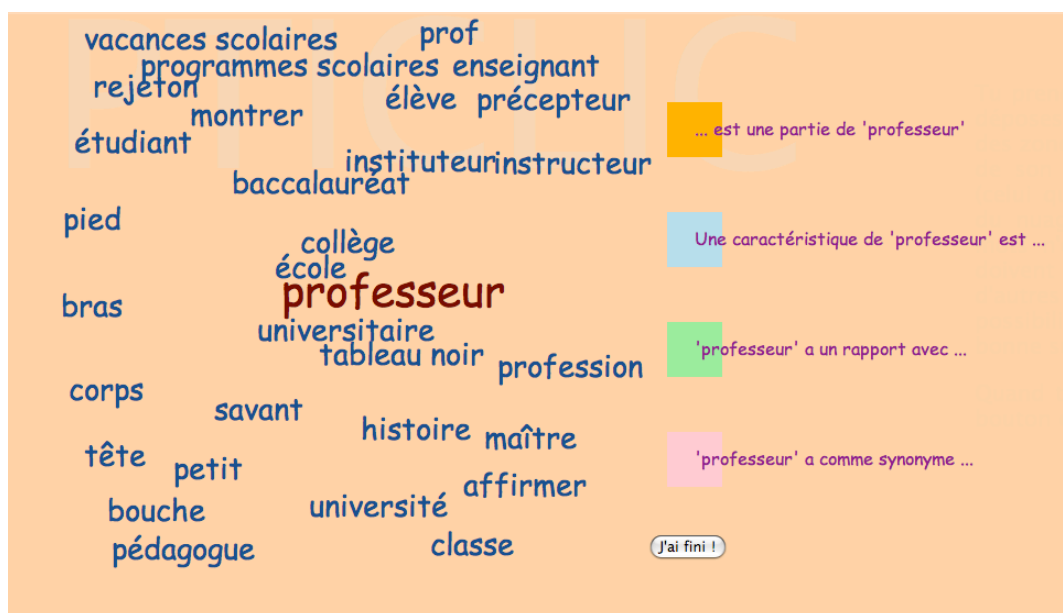 PTICLIC
vacances scolaires
prof
programmes scolaires
enseignant
rejeton
élève
précepteur
montrer
étudiant
instituteur
instructeur
baccalauréat
pied
collège
école
professeur
bras
universitaire
tableau noir
profession
corps
savant
histoire
maître
tête
petit
affirmer
bouche
université
pédagogue
classe
... est une partie de 'professeur'
Une caractéristique de 'professeur' est ...
'professeur' a un rapport avec ...
'professeur' a comme synonyme ...
J'ai fini !